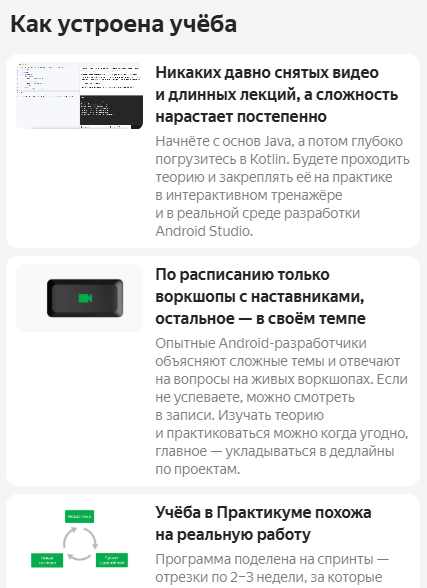 Как устроена учёба
Никаких давно снятых видео
и длинных лекций, а сложность
нарастает постепенно
Начнёте с основ Java, а потом глубоко
погрузитесь в Kotlin. Будете проходить
теорию и закреплять её на практике
в интерактивном тренажёре
и в реальной среде разработки
Android Studio.
По расписанию только
воркшопы с наставниками,
остальное — в своём темпе
Опытные Android-разработчики
объясняют сложные темы и отвечают
на вопросы на живых воркшопах. Если
не успеваете, можно смотреть
в записи. Изучать теорию
и практиковаться можно когда угодно,
главное — укладываться в дедлайны
по проектам.
Учёба в Практикуме похожа
на реальную работу
Программа поделена на спринты —
отрезки по 2–3 недели, за которые